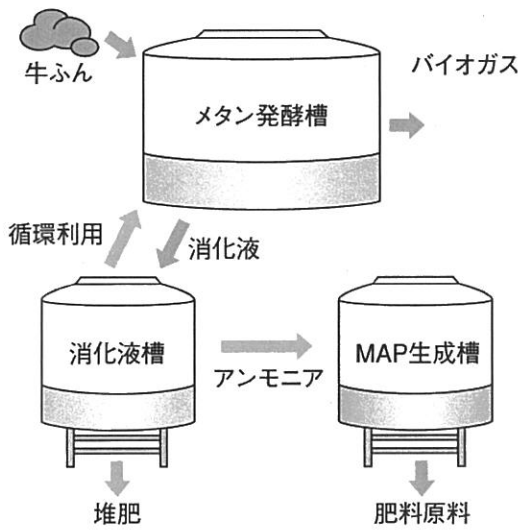 牛ふん
バイオガス
メタン発酵槽
循環利用
消化液
消化液槽
アンモニア
MAP生成槽
堆肥
肥料原料